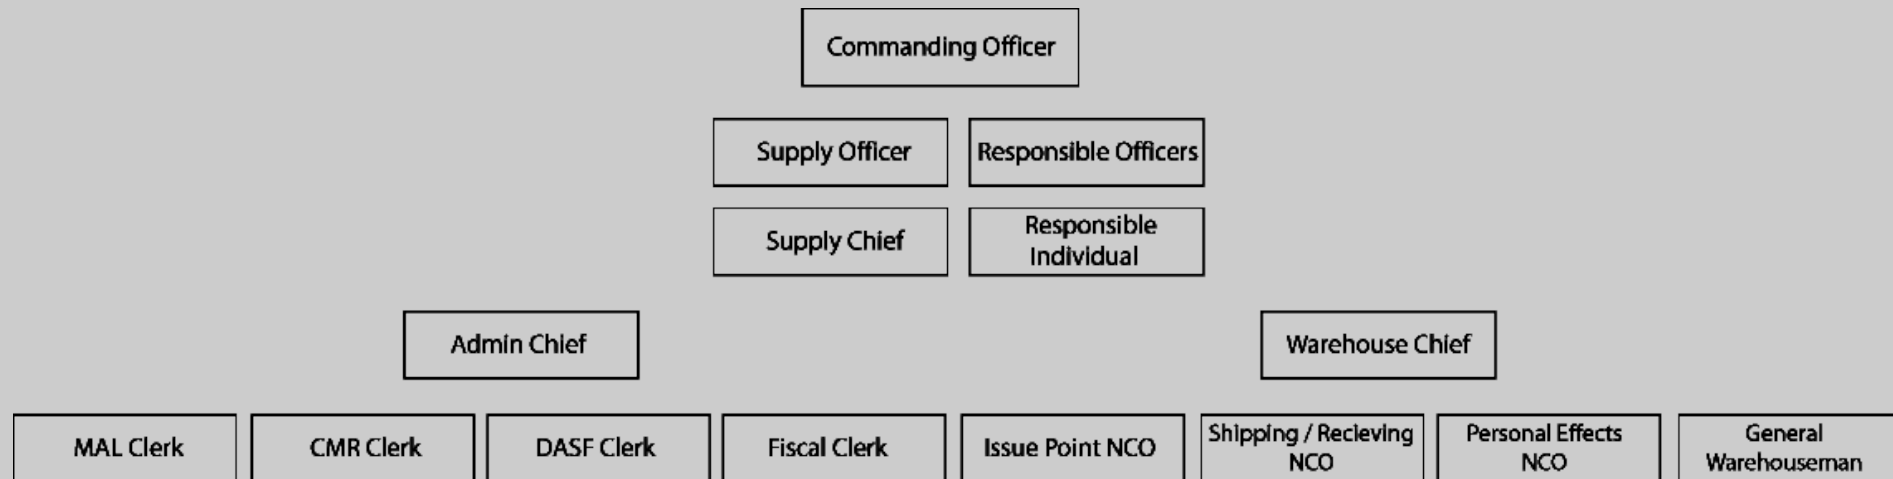 Commanding Officer
Supply Officer
Responsible Officers
Supply Chief
Responsible
Individual
Admin Chief
Warehouse Chief
MAL Clerk
CMR Clerk
DASF Clerk
Fiscal Clerk
Issue Point NCO
Shipping / Recieving
NCO
Personal Effects
NCO
General
Warehouseman